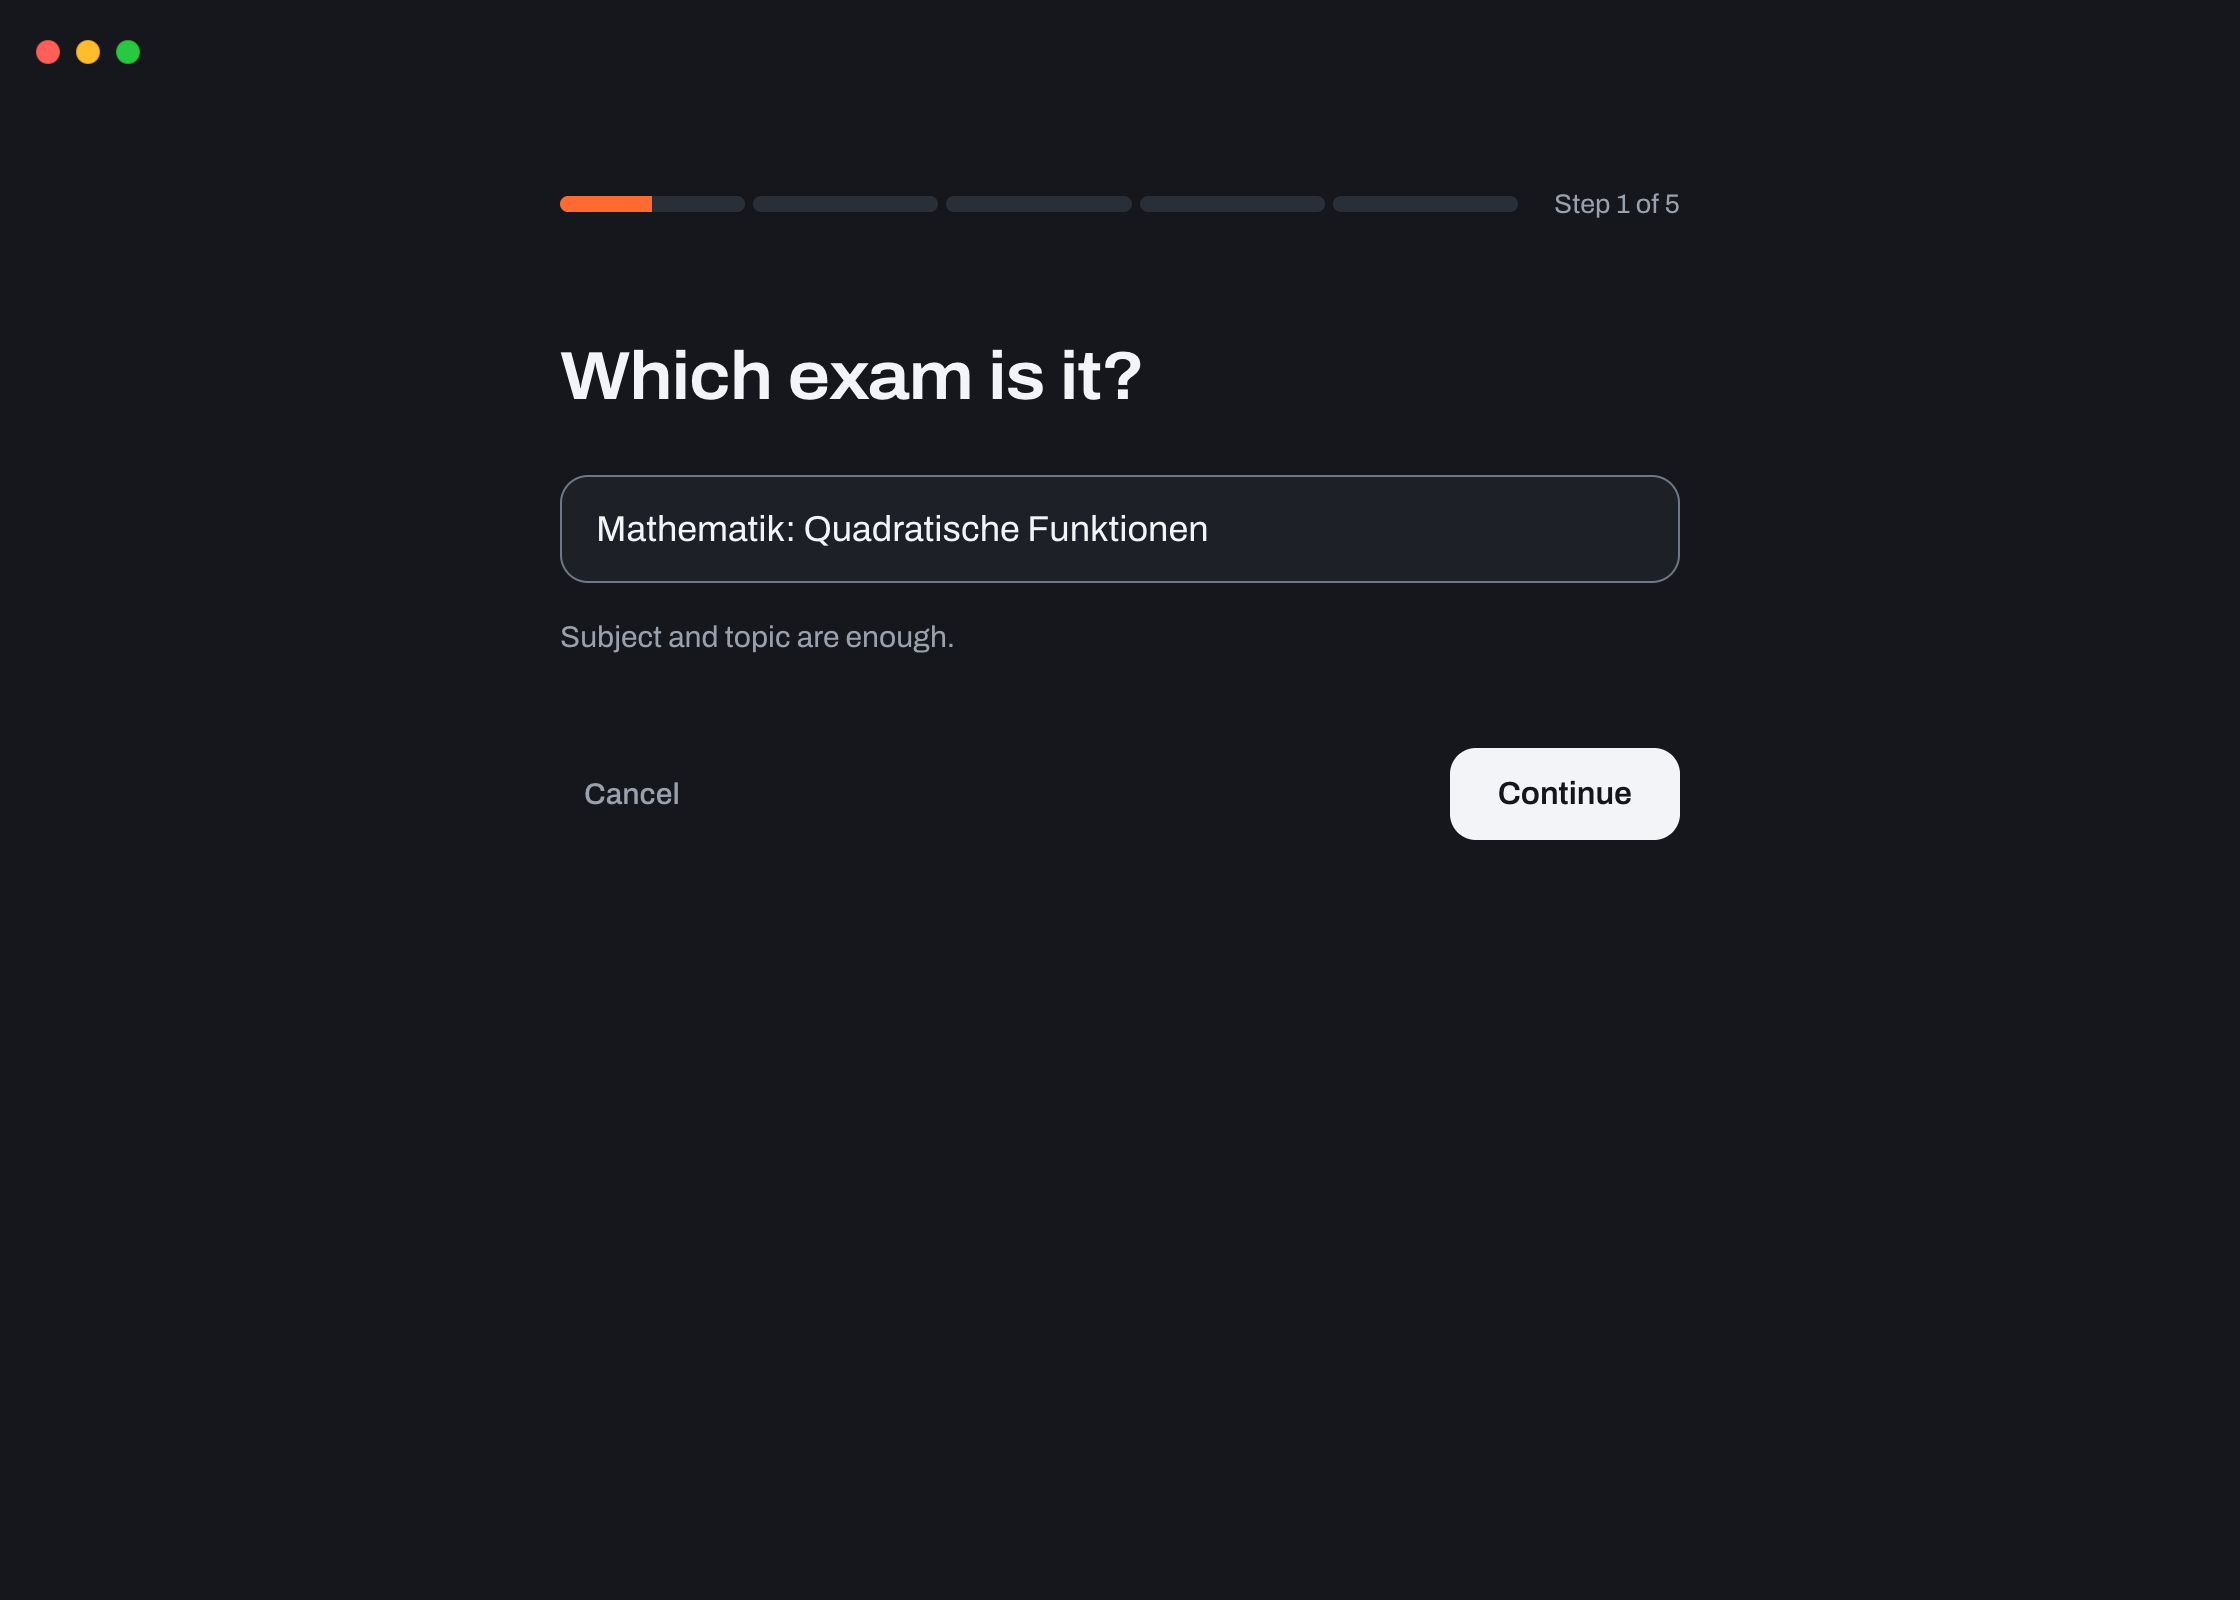 Step 1 of 5
Which exam is it?
Mathematik: Quadratische Funktionen
Subject and topic are enough.
Cancel
Continue